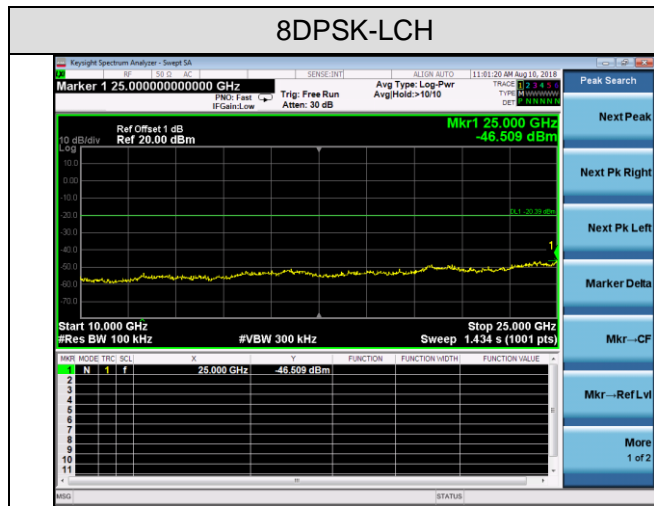 8DPSK-LCH
Keysight Spectrum Analyzer - Swept SA
RF 50 Ω AC SENSE:INT ALIGN AUTO 11:01:20 AM Aug 10, 2018
Marker 1 25.000000000000 GHz
PNO: Fast
IFGain:Low
Trig: Free Run
Atten: 30 dB
Avg Type: Log-Pwr
Avg|Hold:>10/10
TRACE 1 2 3 4 5 6
TYPE M W W W W W
DET P N N N N N
Peak Search
Next Peak
Next Pk Right
Next Pk Left
Marker Delta
Mkr→CF
Mkr→Ref Lvl
More
1 of 2
Ref Offset 1 dB
10 dB/div Ref 20.00 dBm
Log
Mkr1 25.000 GHz
-46.509 dBm
10.0
0.00
-10.0
-20.0
DL1 -20.39 dBm
-30.0
-40.0
1
-50.0
-60.0
-70.0
Start 10.000 GHz
Stop 25.000 GHz
#Res BW 100 kHz #VBW 300 kHz Sweep 1.434 s (1001 pts)
MKR MODE TRC SCL X Y FUNCTION FUNCTION WIDTH FUNCTION VALUE
1 N 1 f 25.000 GHz -46.509 dBm
2
3
4
5
6
7
8
9
10
11
MSG STATUS